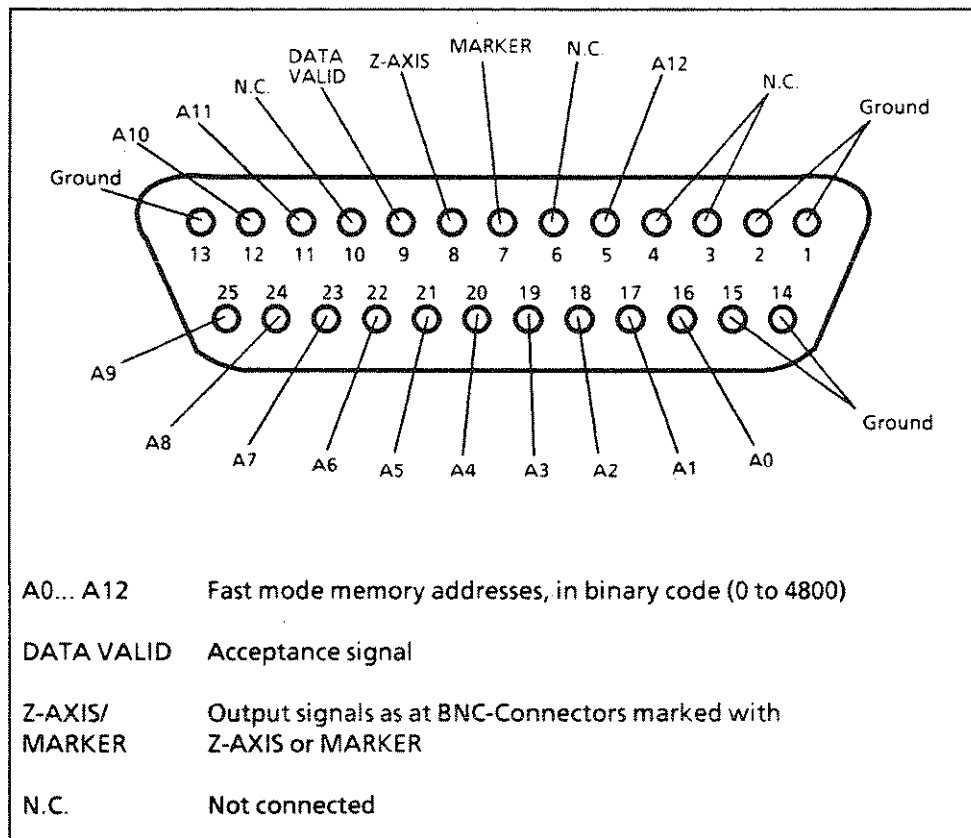 DATA VALID Z-AXIS MARKER N.C. A12 N.C. Ground
Ground A10 A11 N.C.
13 12 11 10 9 8 7 6 5 4 3 2 1
25 24 23 22 21 20 19 18 17 16 15 14
A9 A8 A7 A6 A5 A4 A3 A2 A1 A0 Ground
A0... A12 Fast mode memory addresses, in binary code (0 to 4800)
DATA VALID Acceptance signal
Z-AXIS/ Output signals as at BNC-Connectors marked with
MARKER Z-AXIS or MARKER
N.C. Not connected